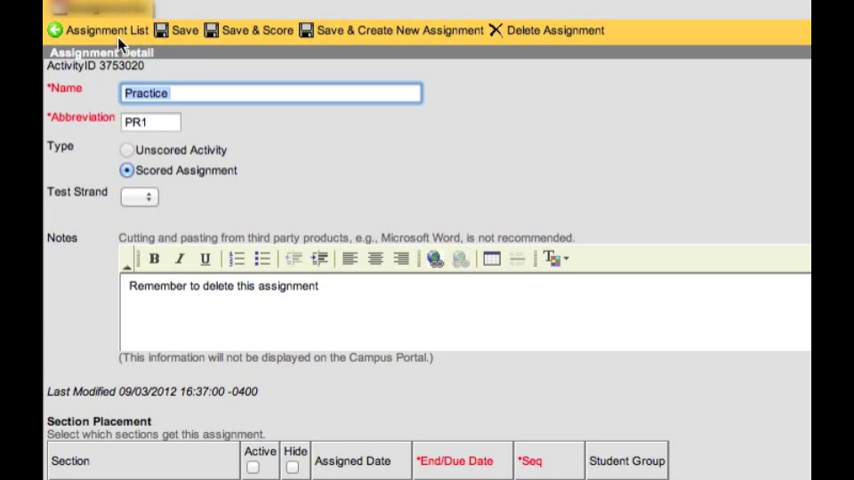 Assignment List Save Save & Score Save & Create New Assignment Delete Assignment
Assignment Detail
ActivityID 3753020
*Name Practice
*Abbreviation PR1
Type Unscored Activity
Scored Assignment
Test Strand
Notes Cutting and pasting from third party products, e.g., Microsoft Word, is not recommended.
B I U
Remember to delete this assignment
(This information will not be displayed on the Campus Portal.)
Last Modified 09/03/2012 16:37:00 -0400
Section Placement
Select which sections get this assignment.
Section Active Hide Assigned Date *End/Due Date *Seq Student Group